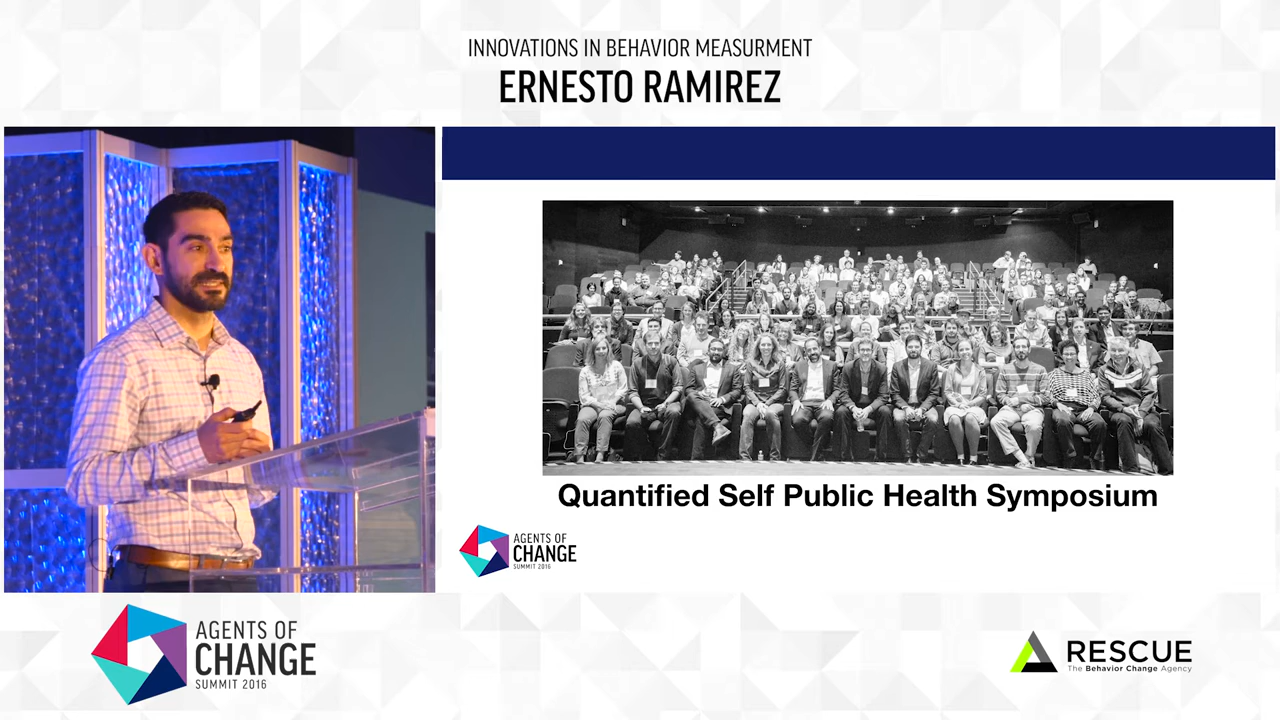 INNOVATIONS IN BEHAVIOR MEASURMENT
ERNESTO RAMIREZ
Quantified Self Public Health Symposium
AGENTS OF
CHANGE
SUMMIT 2016
AGENTS OF
CHANGE
SUMMIT 2016
RESCUE
The Behavior Change Agency